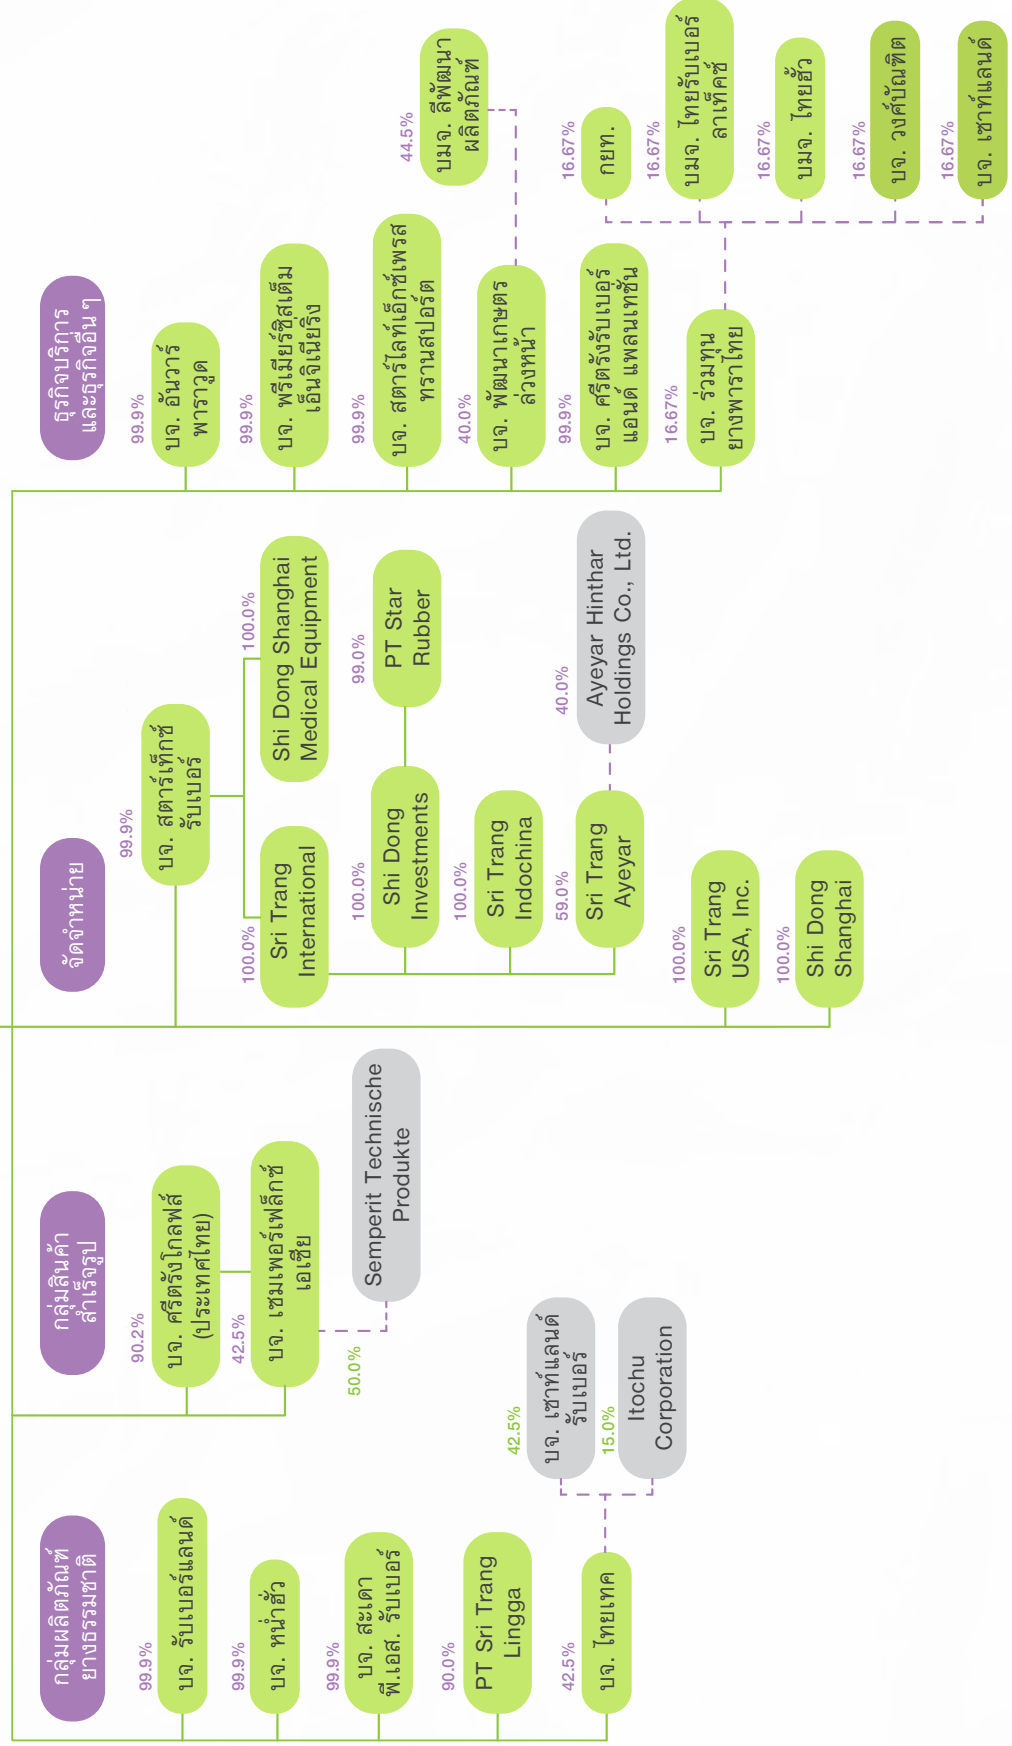 กลุ่มผลิตภัณฑ์
ยางธรรมชาติ
99.9%
บจ. รับเบอร์แลนด์
99.9%
บจ. หน่ำฮั่ว
99.9%
บจ. สะเดา
พี.เอส. รับเบอร์
90.0%
PT Sri Trang
Lingga
42.5%
บจ. ไทยเทค
42.5%
บจ. เซาท์แลนด์
รับเบอร์
15.0%
Itochu
Corporation
กลุ่มสินค้า
สำเร็จรูป
90.2%
บจ. ศรีตรังโกลฟส์
(ประเทศไทย)
42.5%
บจ. เซมเพอร์เฟล็กซ์
เอเชีย
50.0%
Semperit Technische
Produkte
จัดจำหน่าย
99.9%
บจ. สตาร์เท็กซ์
รับเบอร์
100.0%
Sri Trang
International
100.0%
Shi Dong Shanghai
Medical Equipment
100.0%
Shi Dong
Investments
99.0%
PT Star
Rubber
100.0%
Sri Trang
Indochina
59.0%
Sri Trang
Ayeyar
40.0%
Ayeyar Hinthar
Holdings Co., Ltd.
100.0%
Sri Trang
USA, Inc.
100.0%
Shi Dong
Shanghai
ธุรกิจบริการ
และธุรกิจอื่นๆ
99.9%
บจ. อันวาร์
พาราวูด
99.9%
บจ. พรีเมียร์ซิสเต็ม
เอ็นจิเนียริ่ง
99.9%
บจ. สตาร์ไลท์เอ็กซ์เพรส
ทรานสปอร์ต
40.0%
บจ. พัฒนาเกษตร
ล่วงหน้า
44.5%
บมจ. ลีพัฒนา
ผลิตภัณฑ์
99.9%
บจ. ศรีตรังรับเบอร์
แอนด์ แพลนเทชั่น
16.67%
บจ. ร่วมทุน
ยางพาราไทย
16.67%
กยท.
16.67%
บมจ. ไทยรับเบอร์
ลาเท็คซ์
16.67%
บมจ. ไทยฮั้ว
16.67%
บจ. วงศ์บัณฑิต
16.67%
บจ. เซาท์แลนด์